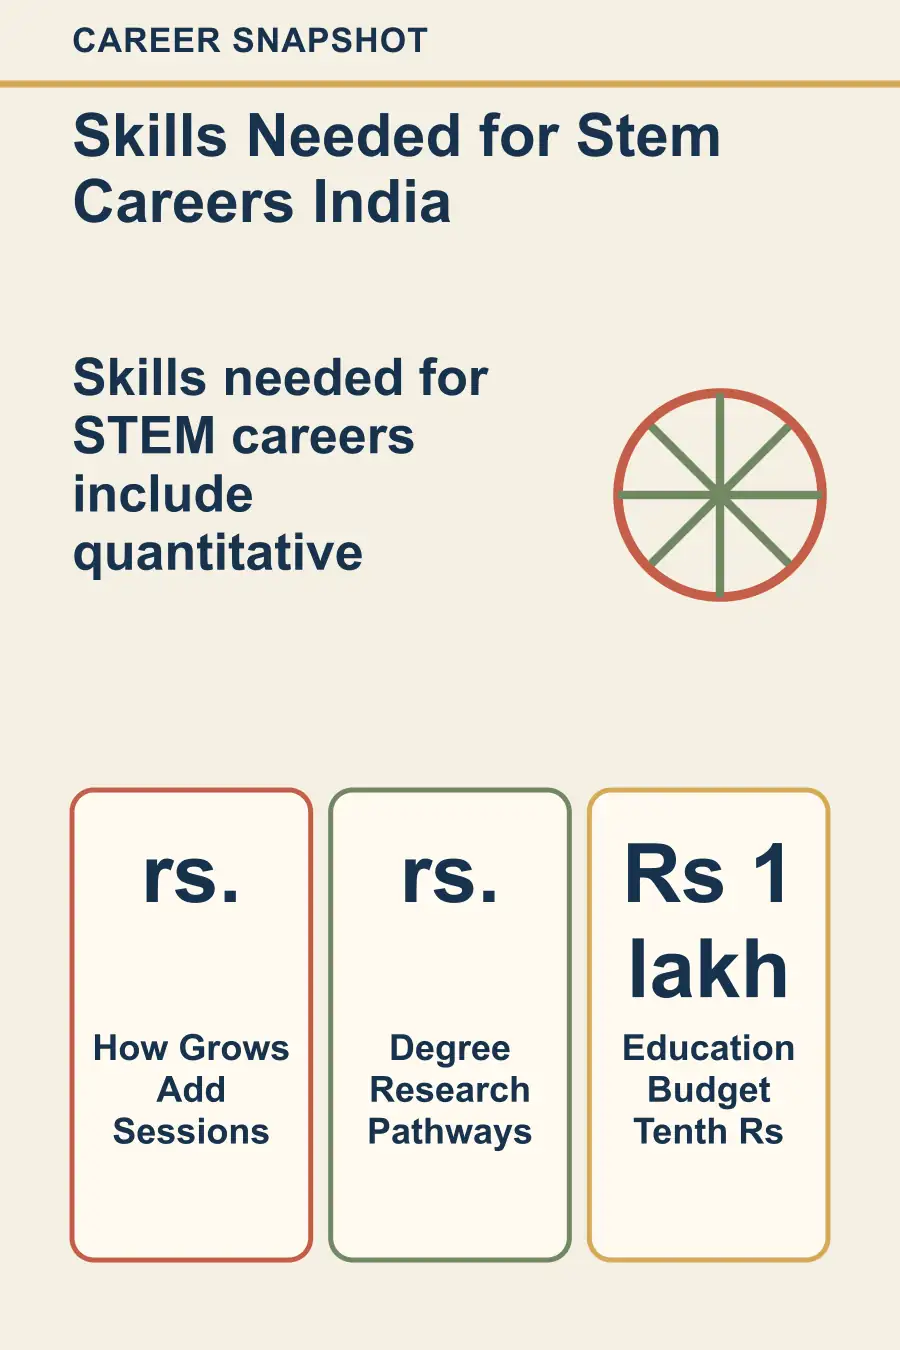 CAREER SNAPSHOT
Skills Needed for Stem
Careers India
Skills needed for
STEM careers
include
quantitative
rs.
How Grows
Add
Sessions
rs.
Degree
Research
Pathways
Rs 1
lakh
Education
Budget
Tenth Rs